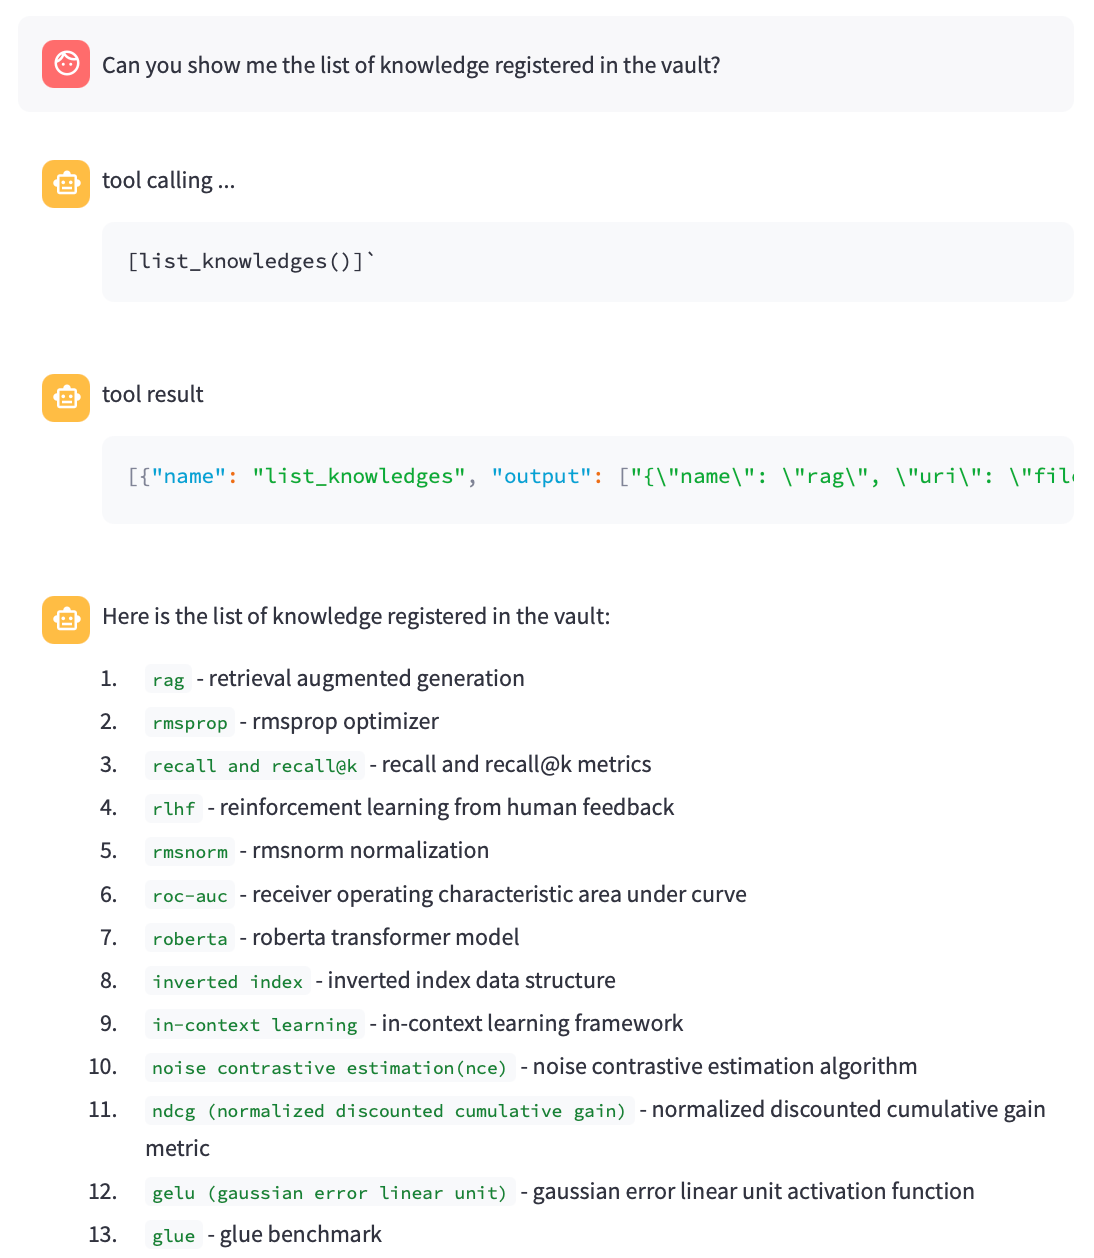 Can you show me the list of knowledge registered in the vault?
tool calling ...
[list_knowledges()]`
tool result
[{"name": "list_knowledges", "output": ["{\"name\": \"rag\", \"uri\": \"file
Here is the list of knowledge registered in the vault:
1. rag - retrieval augmented generation
2. rmsprop - rmsprop optimizer
3. recall and recall@k - recall and recall@k metrics
4. rlhf - reinforcement learning from human feedback
5. rmsnorm - rmsnorm normalization
6. roc-auc - receiver operating characteristic area under curve
7. roberta - roberta transformer model
8. inverted index - inverted index data structure
9. in-context learning - in-context learning framework
10. noise contrastive estimation(nce) - noise contrastive estimation algorithm
11. ndcg (normalized discounted cumulative gain) - normalized discounted cumulative gain
metric
12. gelu (gaussian error linear unit) - gaussian error linear unit activation function
13. glue - glue benchmark